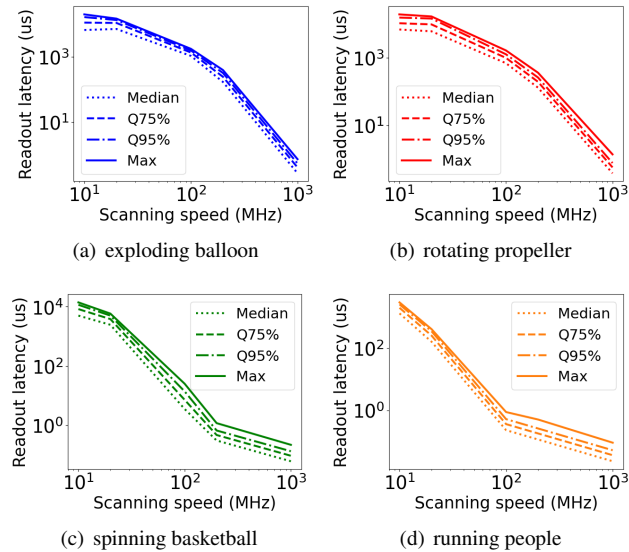 Readout latency (us)
10^3
10^1
Median
Q75%
Q95%
Max
10^1
10^2
10^3
Scanning speed (MHz)
(a) exploding balloon
Readout latency (us)
10^3
10^1
Median
Q75%
Q95%
Max
10^1
10^2
10^3
Scanning speed (MHz)
(b) rotating propeller
Readout latency (us)
10^4
10^2
10^0
Median
Q75%
Q95%
Max
10^1
10^2
10^3
Scanning speed (MHz)
(c) spinning basketball
Readout latency (us)
10^2
10^0
Median
Q75%
Q95%
Max
10^1
10^2
10^3
Scanning speed (MHz)
(d) running people